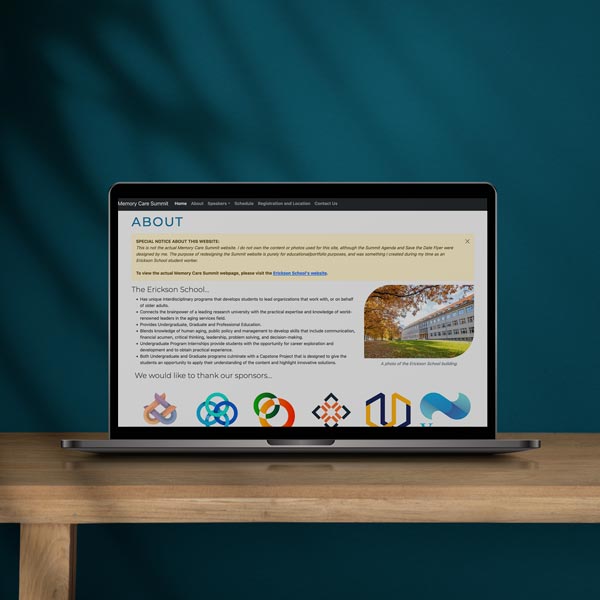 Memory Care Summit Home About Speakers Schedule Registration and Location Contact Us
ABOUT
SPECIAL NOTICE ABOUT THIS WEBSITE:
This is not the actual Memory Care Summit website. I do not own the content or photos used for this site, although the Summit Agenda and Save the Date Flyer were
designed by me. The purpose of redesigning the Summit website is purely for educational/portfolio purposes, and was something I created during my time as an
Erickson School student worker.
To view the actual Memory Care Summit webpage, please visit the Erickson School's website.
The Erickson School...
Has unique interdisciplinary programs that develops students to lead organizations that work with, or on behalf
of older adults.
Connects the brainpower of a leading research university with the practical expertise and knowledge of world-
renowned leaders in the aging services field.
Provides Undergraduate, Graduate and Professional Education.
Blends knowledge of human aging, public policy and management to develop skills that include communication,
financial acumen, critical thinking, leadership, problem solving, and decision-making.
Undergraduate Program Internships provide students with the opportunity for career exploration and development
and to obtain practical experience.
Both Undergraduate and Graduate programs culminate with a Capstone Project that is designed to give the
students an opportunity to apply their understanding of the content and highlight innovative solutions.
A photo of the Erickson School building
We would like to thank our sponsors...